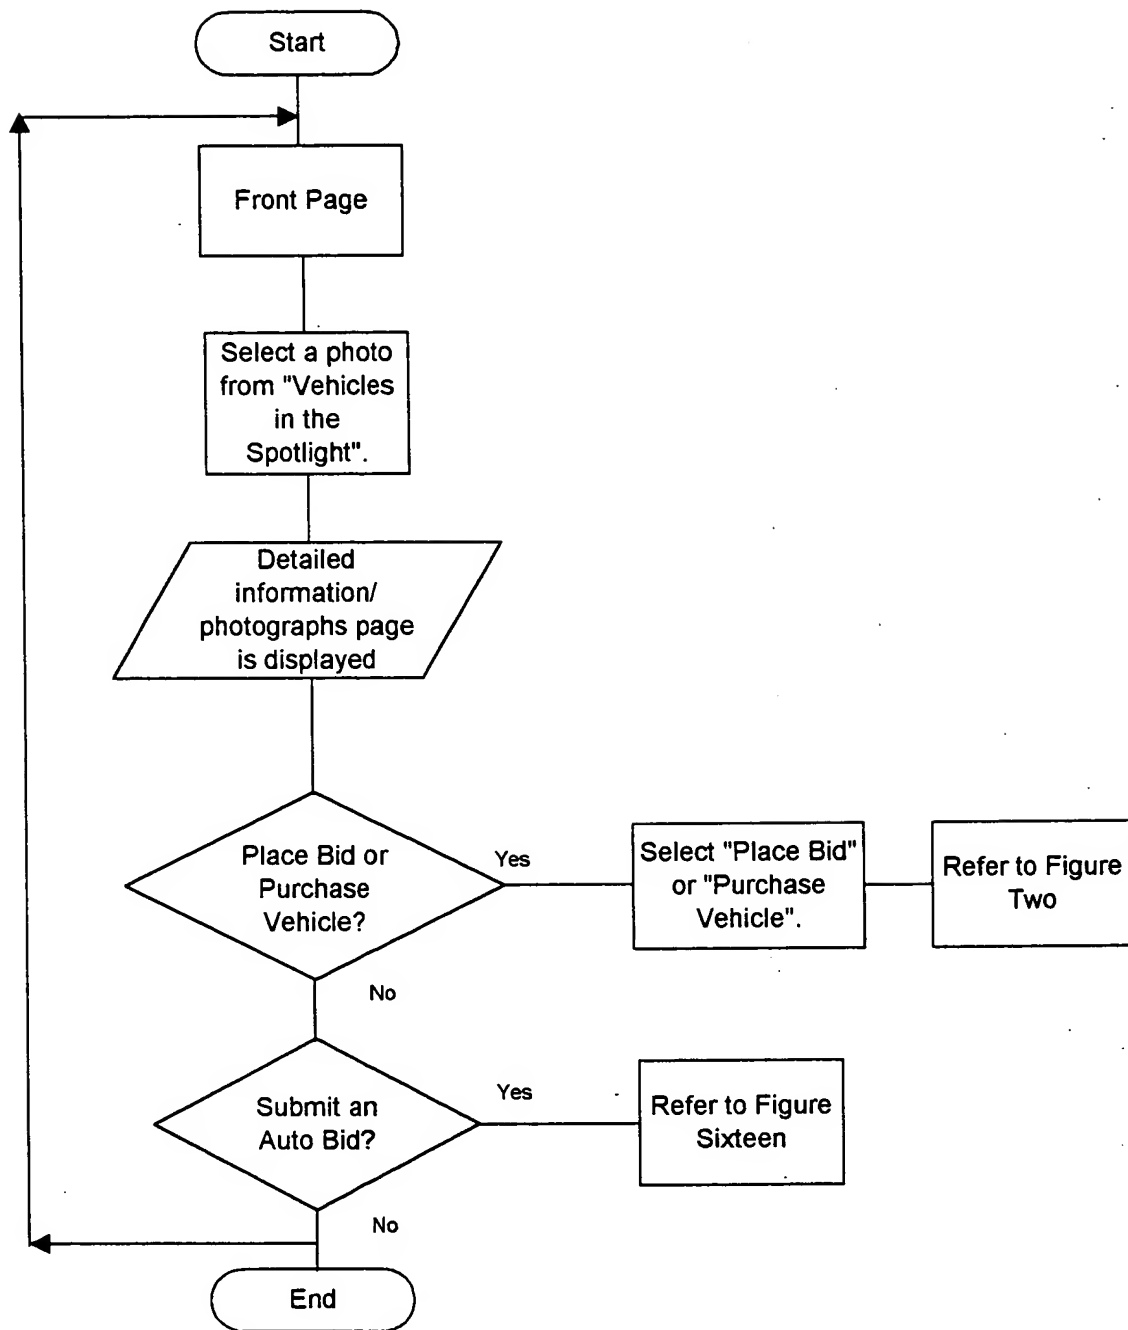 Start
Front Page
Select a photo
from "Vehicles
in the
Spotlight".
Detailed
information/
photographs page
is displayed
Place Bid or
Purchase
Vehicle?
Yes
Select "Place Bid"
or "Purchase
Vehicle".
Refer to Figure
Two
No
Submit an
Auto Bid?
Yes
Refer to Figure
Sixteen
No
End